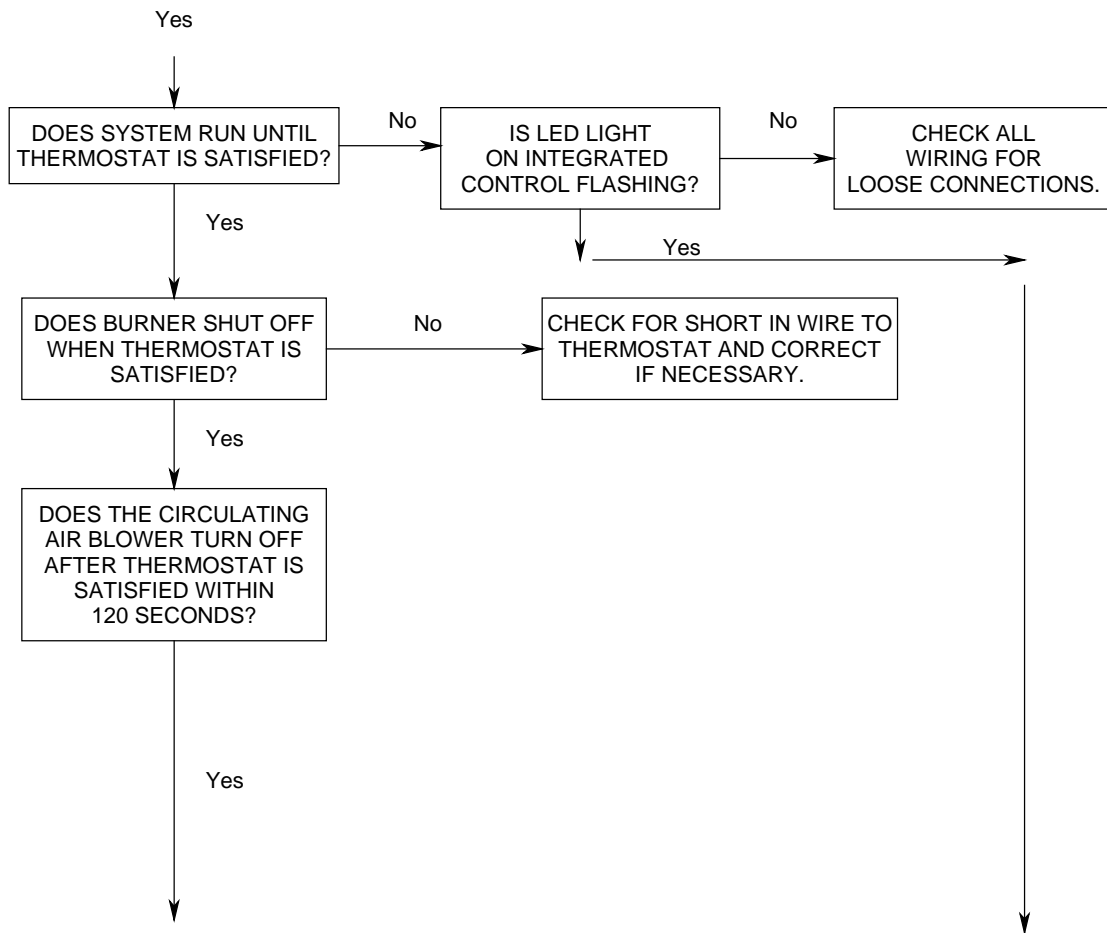 Yes
DOES SYSTEM RUN UNTIL
THERMOSTAT IS SATISFIED?
No
IS LED LIGHT
ON INTEGRATED
CONTROL FLASHING?
No
CHECK ALL
WIRING FOR
LOOSE CONNECTIONS.
Yes
Yes
DOES BURNER SHUT OFF
WHEN THERMOSTAT IS
SATISFIED?
No
CHECK FOR SHORT IN WIRE TO
THERMOSTAT AND CORRECT
IF NECESSARY.
Yes
DOES THE CIRCULATING
AIR BLOWER TURN OFF
AFTER THERMOSTAT IS
SATISFIED WITHIN
120 SECONDS?
Yes